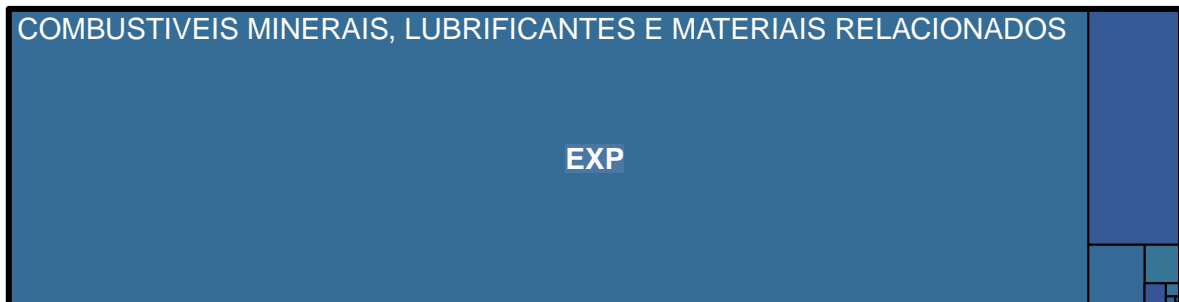 COMBUSTIVEIS MINERAIS, LUBRIFICANTES E MATERIAIS RELACIONADOS
EXP